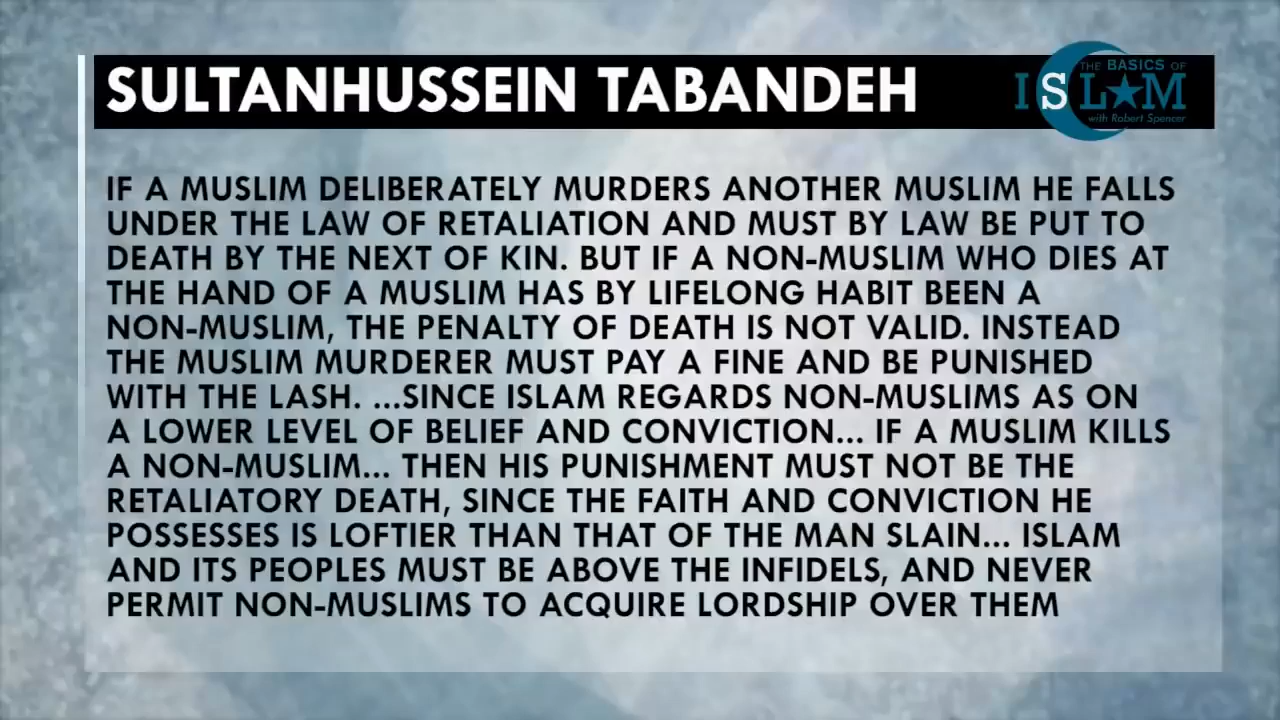 SULTANHUSSEIN TABANDEH
THE BASICS OF
ISLAM
with Robert Spencer
IF A MUSLIM DELIBERATELY MURDERS ANOTHER MUSLIM HE FALLS
UNDER THE LAW OF RETALIATION AND MUST BY LAW BE PUT TO
DEATH BY THE NEXT OF KIN. BUT IF A NON-MUSLIM WHO DIES AT
THE HAND OF A MUSLIM HAS BY LIFELONG HABIT BEEN A
NON-MUSLIM, THE PENALTY OF DEATH IS NOT VALID. INSTEAD
THE MUSLIM MURDERER MUST PAY A FINE AND BE PUNISHED
WITH THE LASH. ...SINCE ISLAM REGARDS NON-MUSLIMS AS ON
A LOWER LEVEL OF BELIEF AND CONVICTION... IF A MUSLIM KILLS
A NON-MUSLIM... THEN HIS PUNISHMENT MUST NOT BE THE
RETALIATORY DEATH, SINCE THE FAITH AND CONVICTION HE
POSSESSES IS LOFTIER THAN THAT OF THE MAN SLAIN... ISLAM
AND ITS PEOPLES MUST BE ABOVE THE INFIDELS, AND NEVER
PERMIT NON-MUSLIMS TO ACQUIRE LORDSHIP OVER THEM